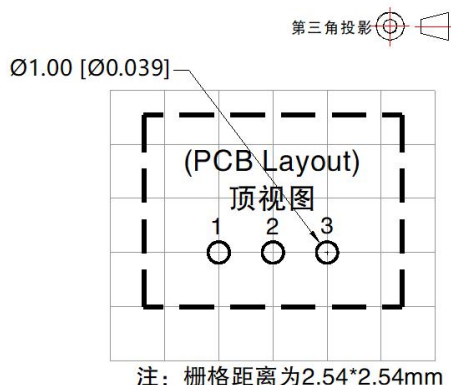 第三角投影
Ø1.00 [Ø0.039]
(PCB Layout)
顶视图
1 2 3
注：栅格距离为2.54*2.54mm